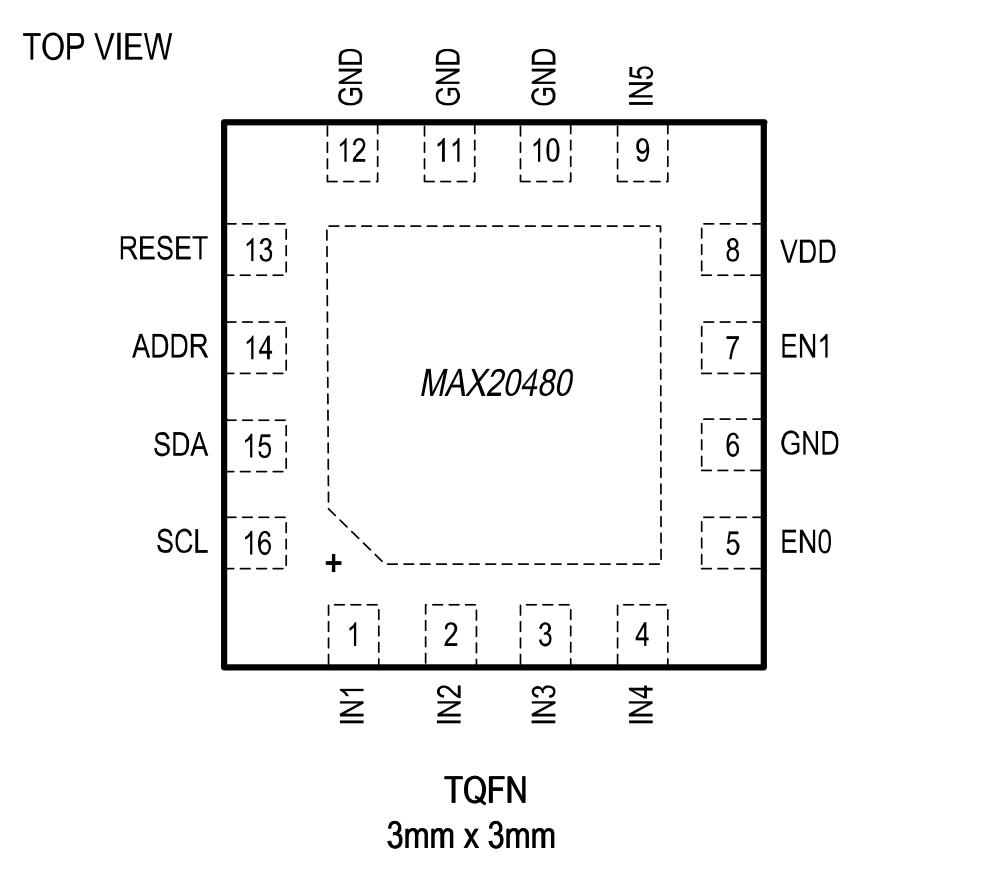 TOP VIEW
GND GND GND IN5
12 11 10 9
RESET 13 8 VDD
ADDR 14 7 EN1
MAX20480
SDA 15 6 GND
SCL 16 5 EN0
+
1 2 3 4
IN1 IN2 IN3 IN4
TQFN
3mm x 3mm